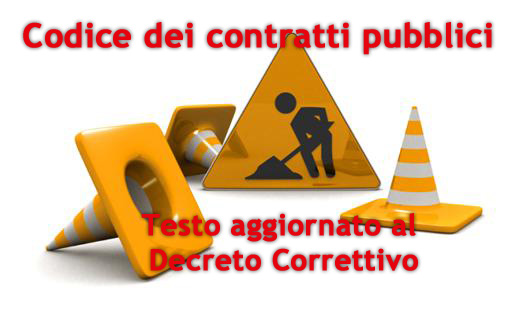 Codice dei contratti pubblici
Testo aggiornato al
Decreto Correttivo